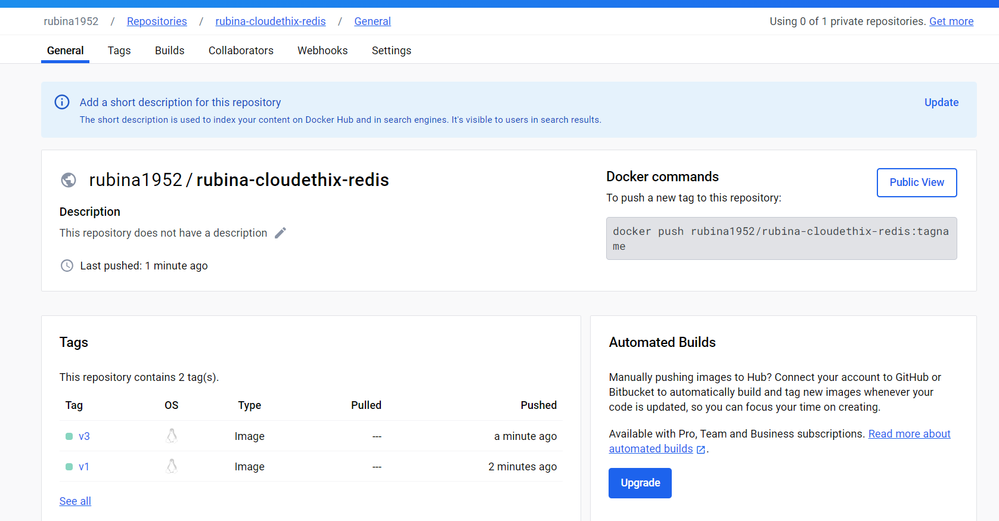 rubina1952 / Repositories / rubina-cloudethix-redis / General
Using 0 of 1 private repositories. Get more
General Tags Builds Collaborators Webhooks Settings
Add a short description for this repository
Update
The short description is used to index your content on Docker Hub and in search engines. It's visible to users in search results.
rubina1952 / rubina-cloudethix-redis
Description
This repository does not have a description
Last pushed: 1 minute ago
Docker commands
Public View
To push a new tag to this repository:
docker push rubina1952/rubina-cloudethix-redis:tagna
me
Tags
This repository contains 2 tag(s).
Tag OS Type Pulled Pushed
v3 Image --- a minute ago
v1 Image --- 2 minutes ago
See all
Automated Builds
Manually pushing images to Hub? Connect your account to GitHub or
Bitbucket to automatically build and tag new images whenever your
code is updated, so you can focus your time on creating.
Available with Pro, Team and Business subscriptions. Read more about
automated builds .
Upgrade